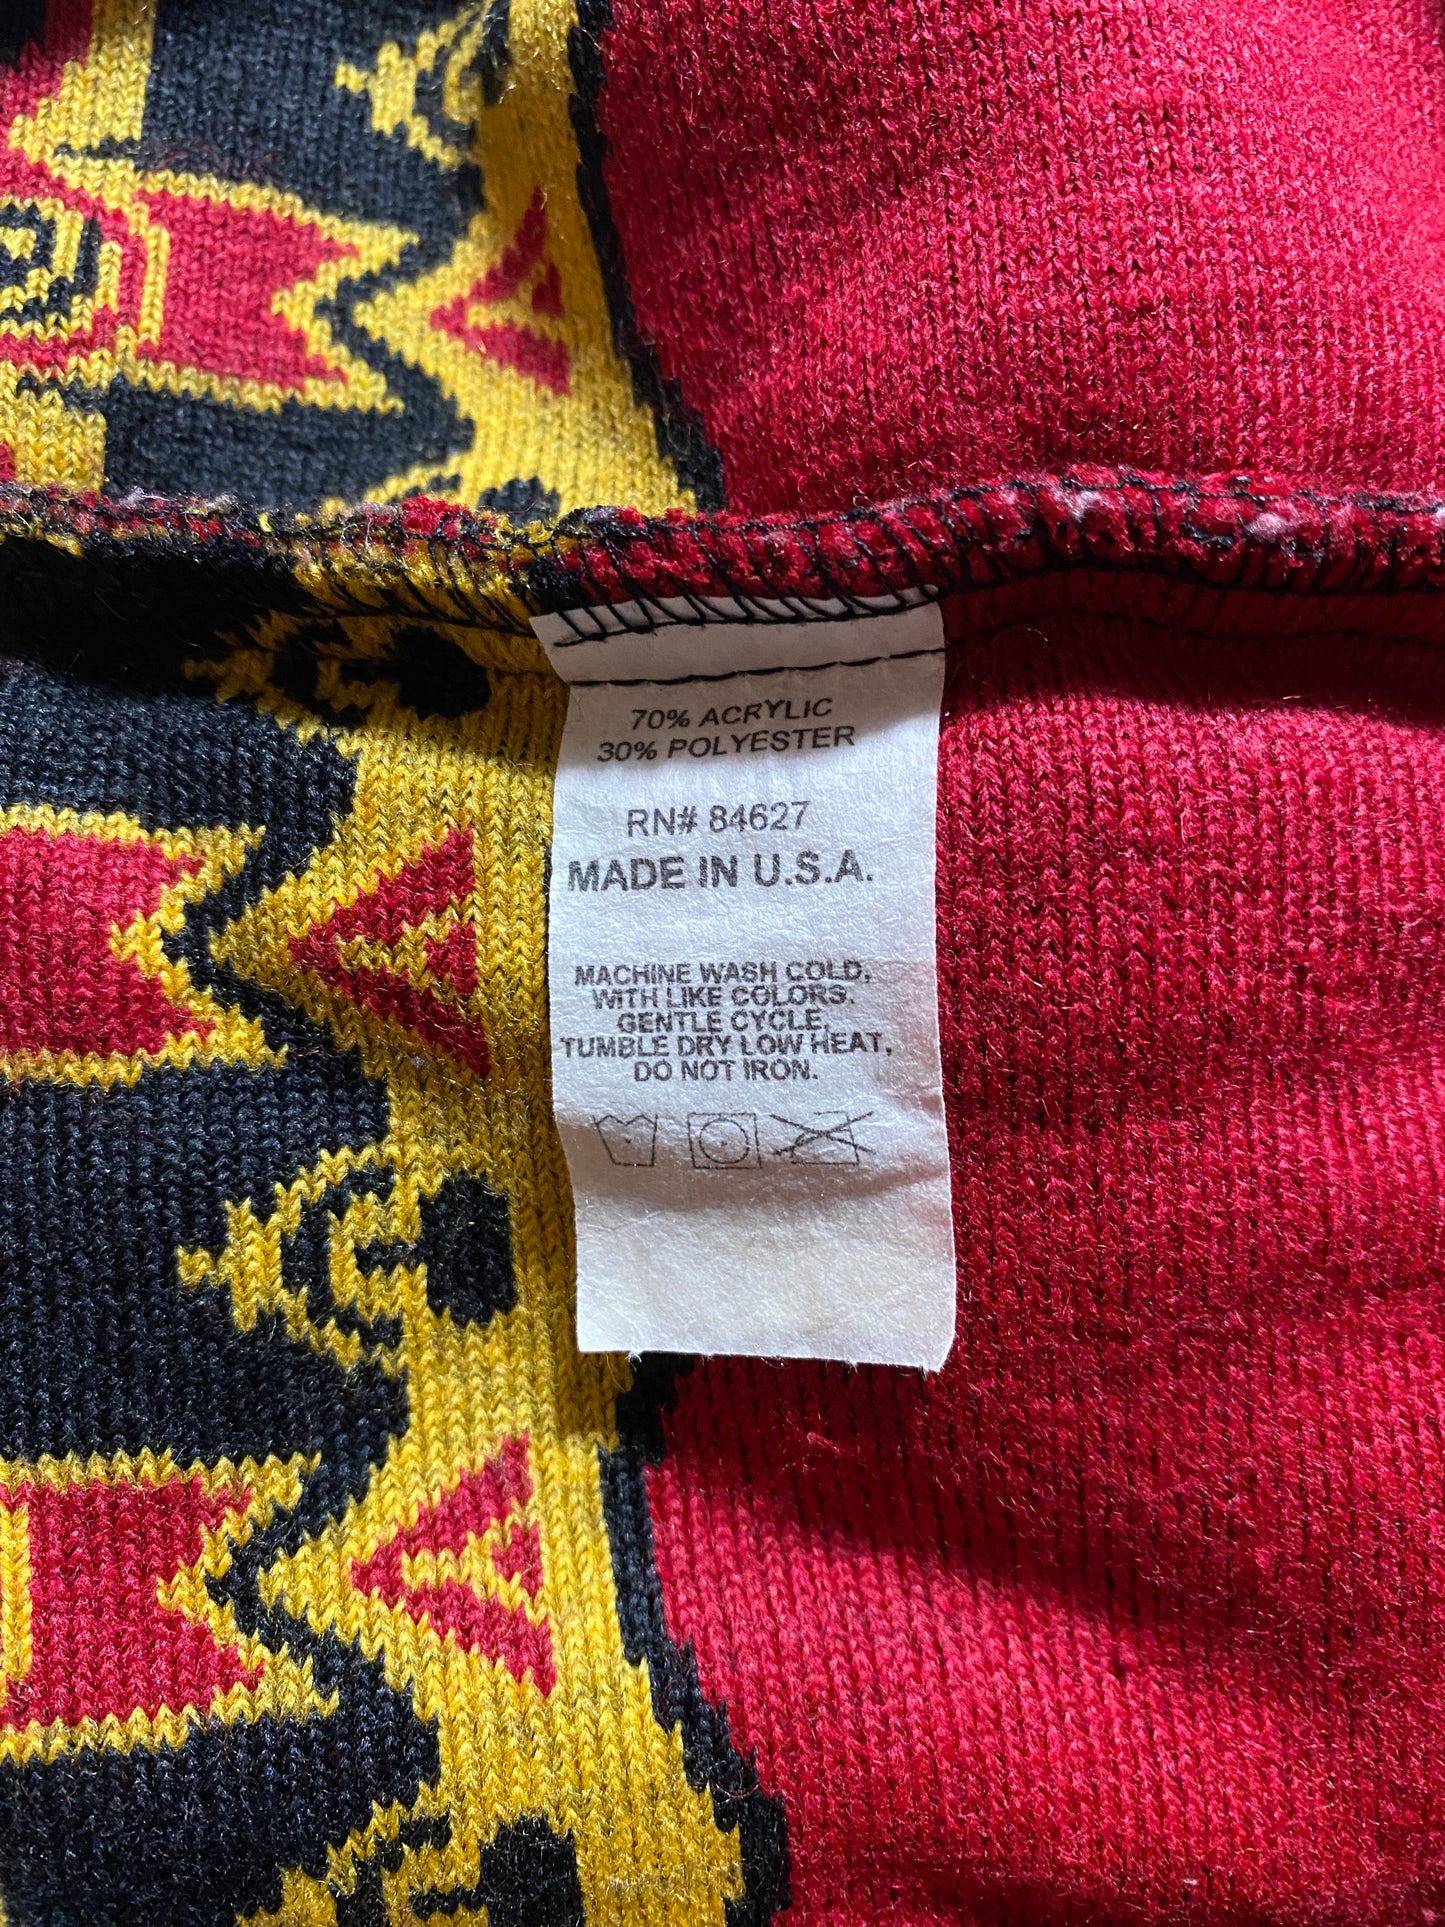 70% ACRYLIC
30% POLYESTER
RN# 84627
MADE IN U.S.A.
MACHINE WASH COLD,
WITH LIKE COLORS.
GENTLE CYCLE,
TUMBLE DRY LOW HEAT,
DO NOT IRON.